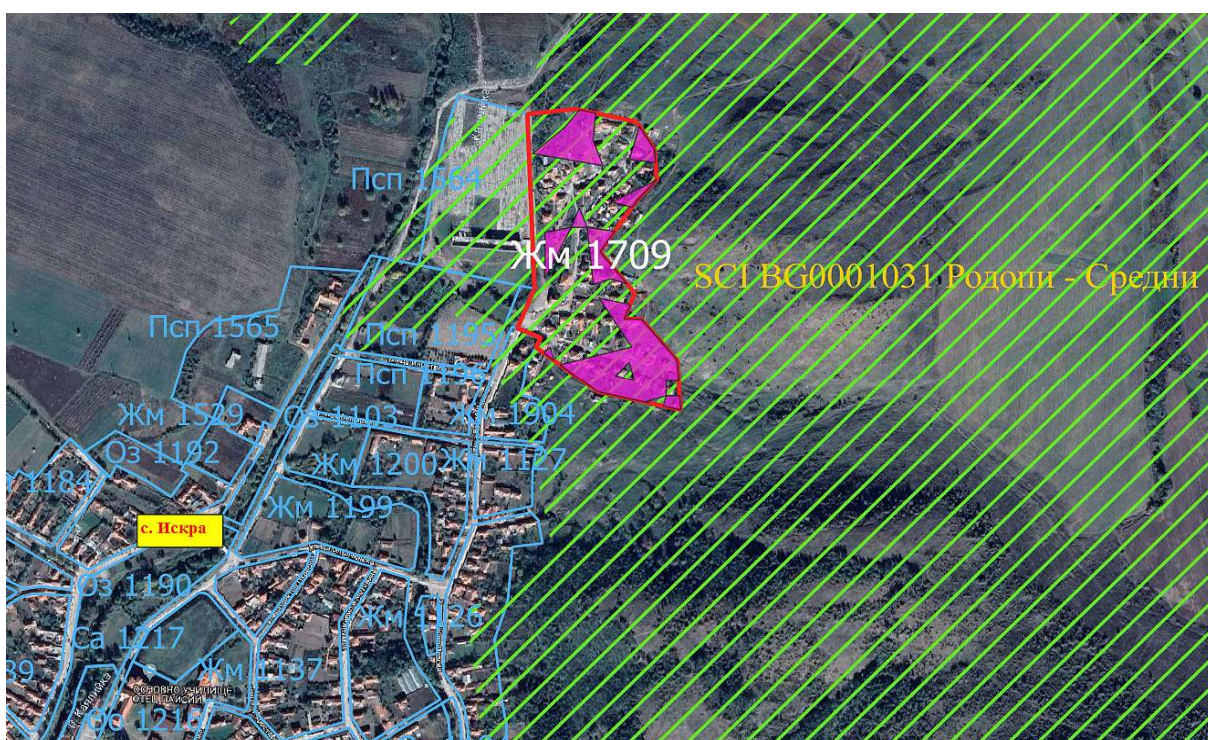 Псп 1564
Жм 1709
SCI BG0001031 Родопи - Средни
Псп 1565
Псп 1195
Псп 1196
Жм 1529
Оз 1103
Жм 1904
Оз 1192
Жм 1200
Жм 1127
1184
Жм 1199
с. Искра
Оз 1190
Са 1217
Жм 1126
Жм 1137
ОСНОВНО УЧИЛИЩЕ
ОТЕЦ ПАИСИЙ
р. Каялийка